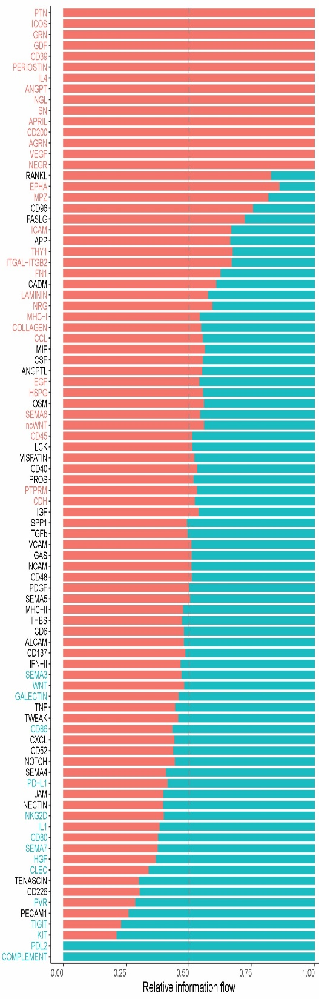 PTN
ICOS
GRN
GDF
CD39
PERIOSTIN
IL4
ANGPT
NGL
SN
APRIL
CD200
AGRN
VEGF
NEGR
RANKL
EPHA
MPZ
CD96
FASLG
ICAM
APP
THY1
ITGAL-ITGB2
FN1
CADM
LAMININ
NRG
MHC-I
COLLAGEN
CCL
MIF
CSF
ANGPTL
EGF
HSPG
OSM
SEMA6
ncWNT
CD45
LCK
VISFATIN
CD40
PROS
PTPRM
CDH
IGF
SPP1
TGFb
VCAM
GAS
NCAM
CD48
PDGF
SEMA5
MHC-II
THBS
CD6
ALCAM
CD137
IFN-II
SEMA3
WNT
GALECTIN
TNF
TWEAK
CD86
CXCL
CD52
NOTCH
SEMA4
PD-L1
JAM
NECTIN
NKG2D
IL1
CD80
SEMA7
HGF
CLEC
TENASCIN
CD226
PVR
PECAM1
TIGIT
KIT
PDL2
COMPLEMENT
0.00 0.25 0.50 0.75 1.00
Relative information flow